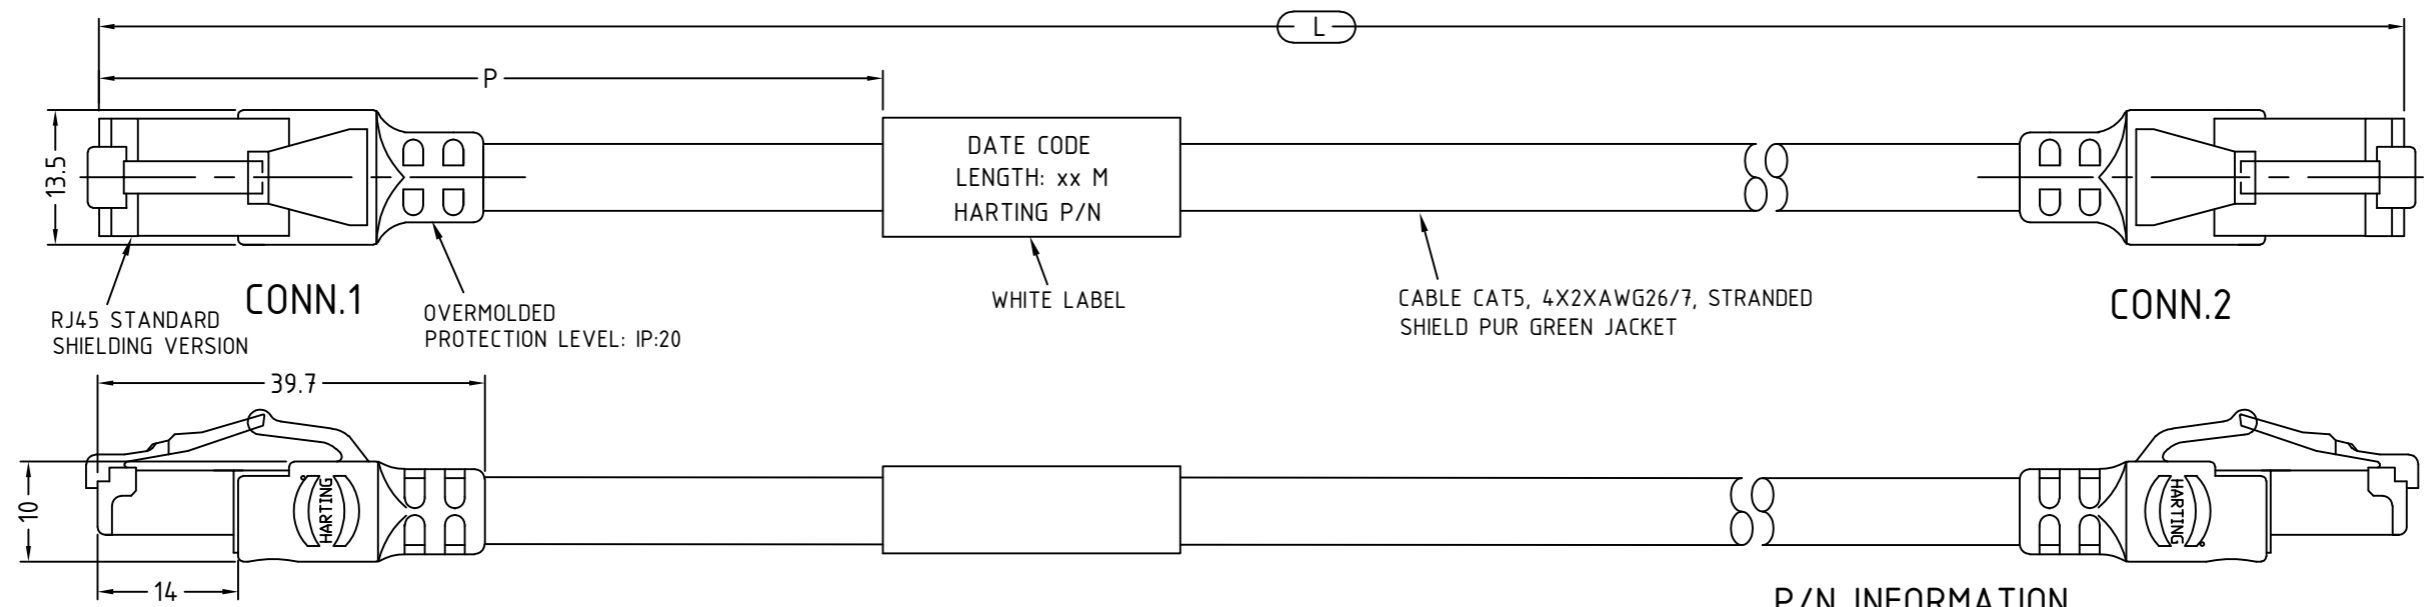 L
P
13.5
DATE CODE
LENGTH: xx M
HARTING P/N
CONN.1
RJ45 STANDARD
SHIELDING VERSION
OVERMOLDED
PROTECTION LEVEL: IP:20
WHITE LABEL
CABLE CAT5, 4X2XAWG26/7, STRANDED
SHIELD PUR GREEN JACKET
CONN.2
39.7
10
HARTING
HARTING
14
P/N INFORMATION